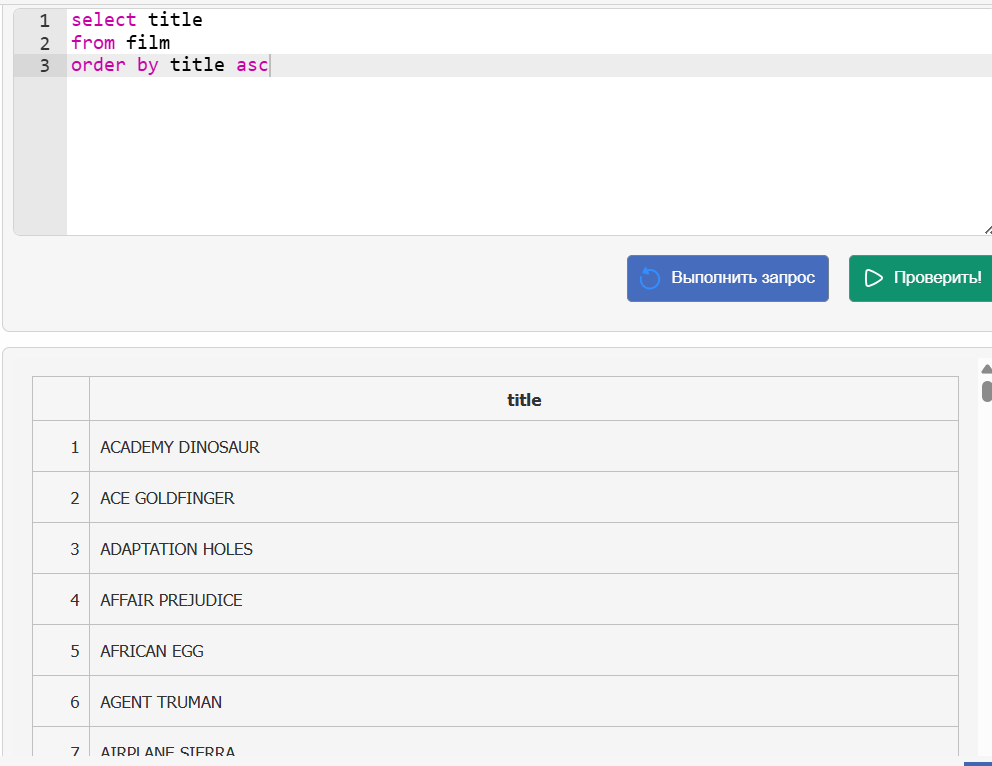 1 select title
2 from film
3 order by title asc
Выполнить запрос
Проверить!
title
1 ACADEMY DINOSAUR
2 ACE GOLDFINGER
3 ADAPTATION HOLES
4 AFFAIR PREJUDICE
5 AFRICAN EGG
6 AGENT TRUMAN
7 AIRPLANE SIERRA